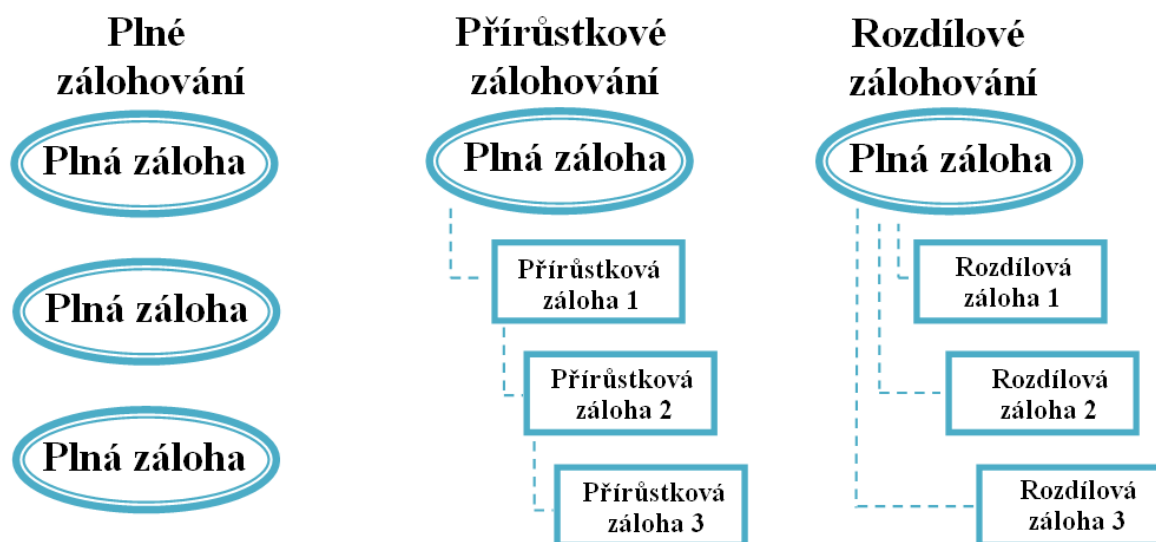 Plné
zálohování
Plná záloha
Plná záloha
Plná záloha
Přírůstkové
zálohování
Plná záloha
Přírůstková
záloha 1
Přírůstková
záloha 2
Přírůstková
záloha 3
Rozdílové
zálohování
Plná záloha
Rozdílová
záloha 1
Rozdílová
záloha 2
Rozdílová
záloha 3